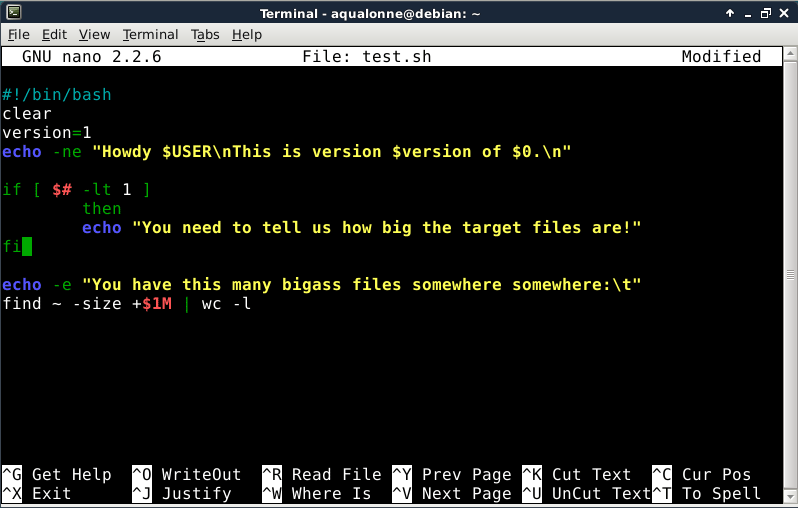 Terminal - aqualonne@debian: ~
File Edit View Terminal Tabs Help
GNU nano 2.2.6 File: test.sh Modified
#!/bin/bash
clear
version=1
echo -ne "Howdy $USER\nThis is version $version of $0.\n"
if [ $# -lt 1 ]
then
echo "You need to tell us how big the target files are!"
fi
echo -e "You have this many bigass files somewhere somewhere:\t"
find ~ -size +$1M | wc -l
^G Get Help ^O WriteOut ^R Read File ^Y Prev Page ^K Cut Text ^C Cur Pos
^X Exit ^J Justify ^W Where Is ^V Next Page ^U UnCut Text ^T To Spell